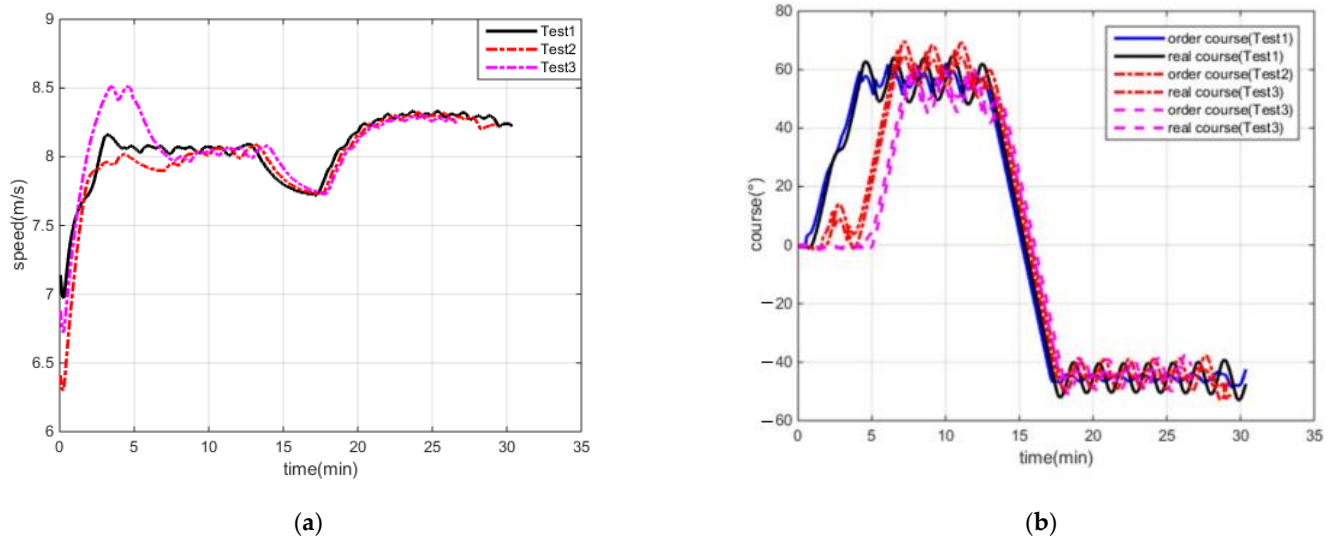 9
8.5
8
7.5
7
6.5
6
speed(m/s)
0 5 10 15 20 25 30 35
time(min)
Test1
Test2
Test3
(a)
80
60
40
20
0
−20
−40
−60
course(°)
0 5 10 15 20 25 30 35
time(min)
order course(Test1)
real course(Test1)
order course(Test2)
real course(Test3)
order course(Test3)
real course(Test3)
(b)